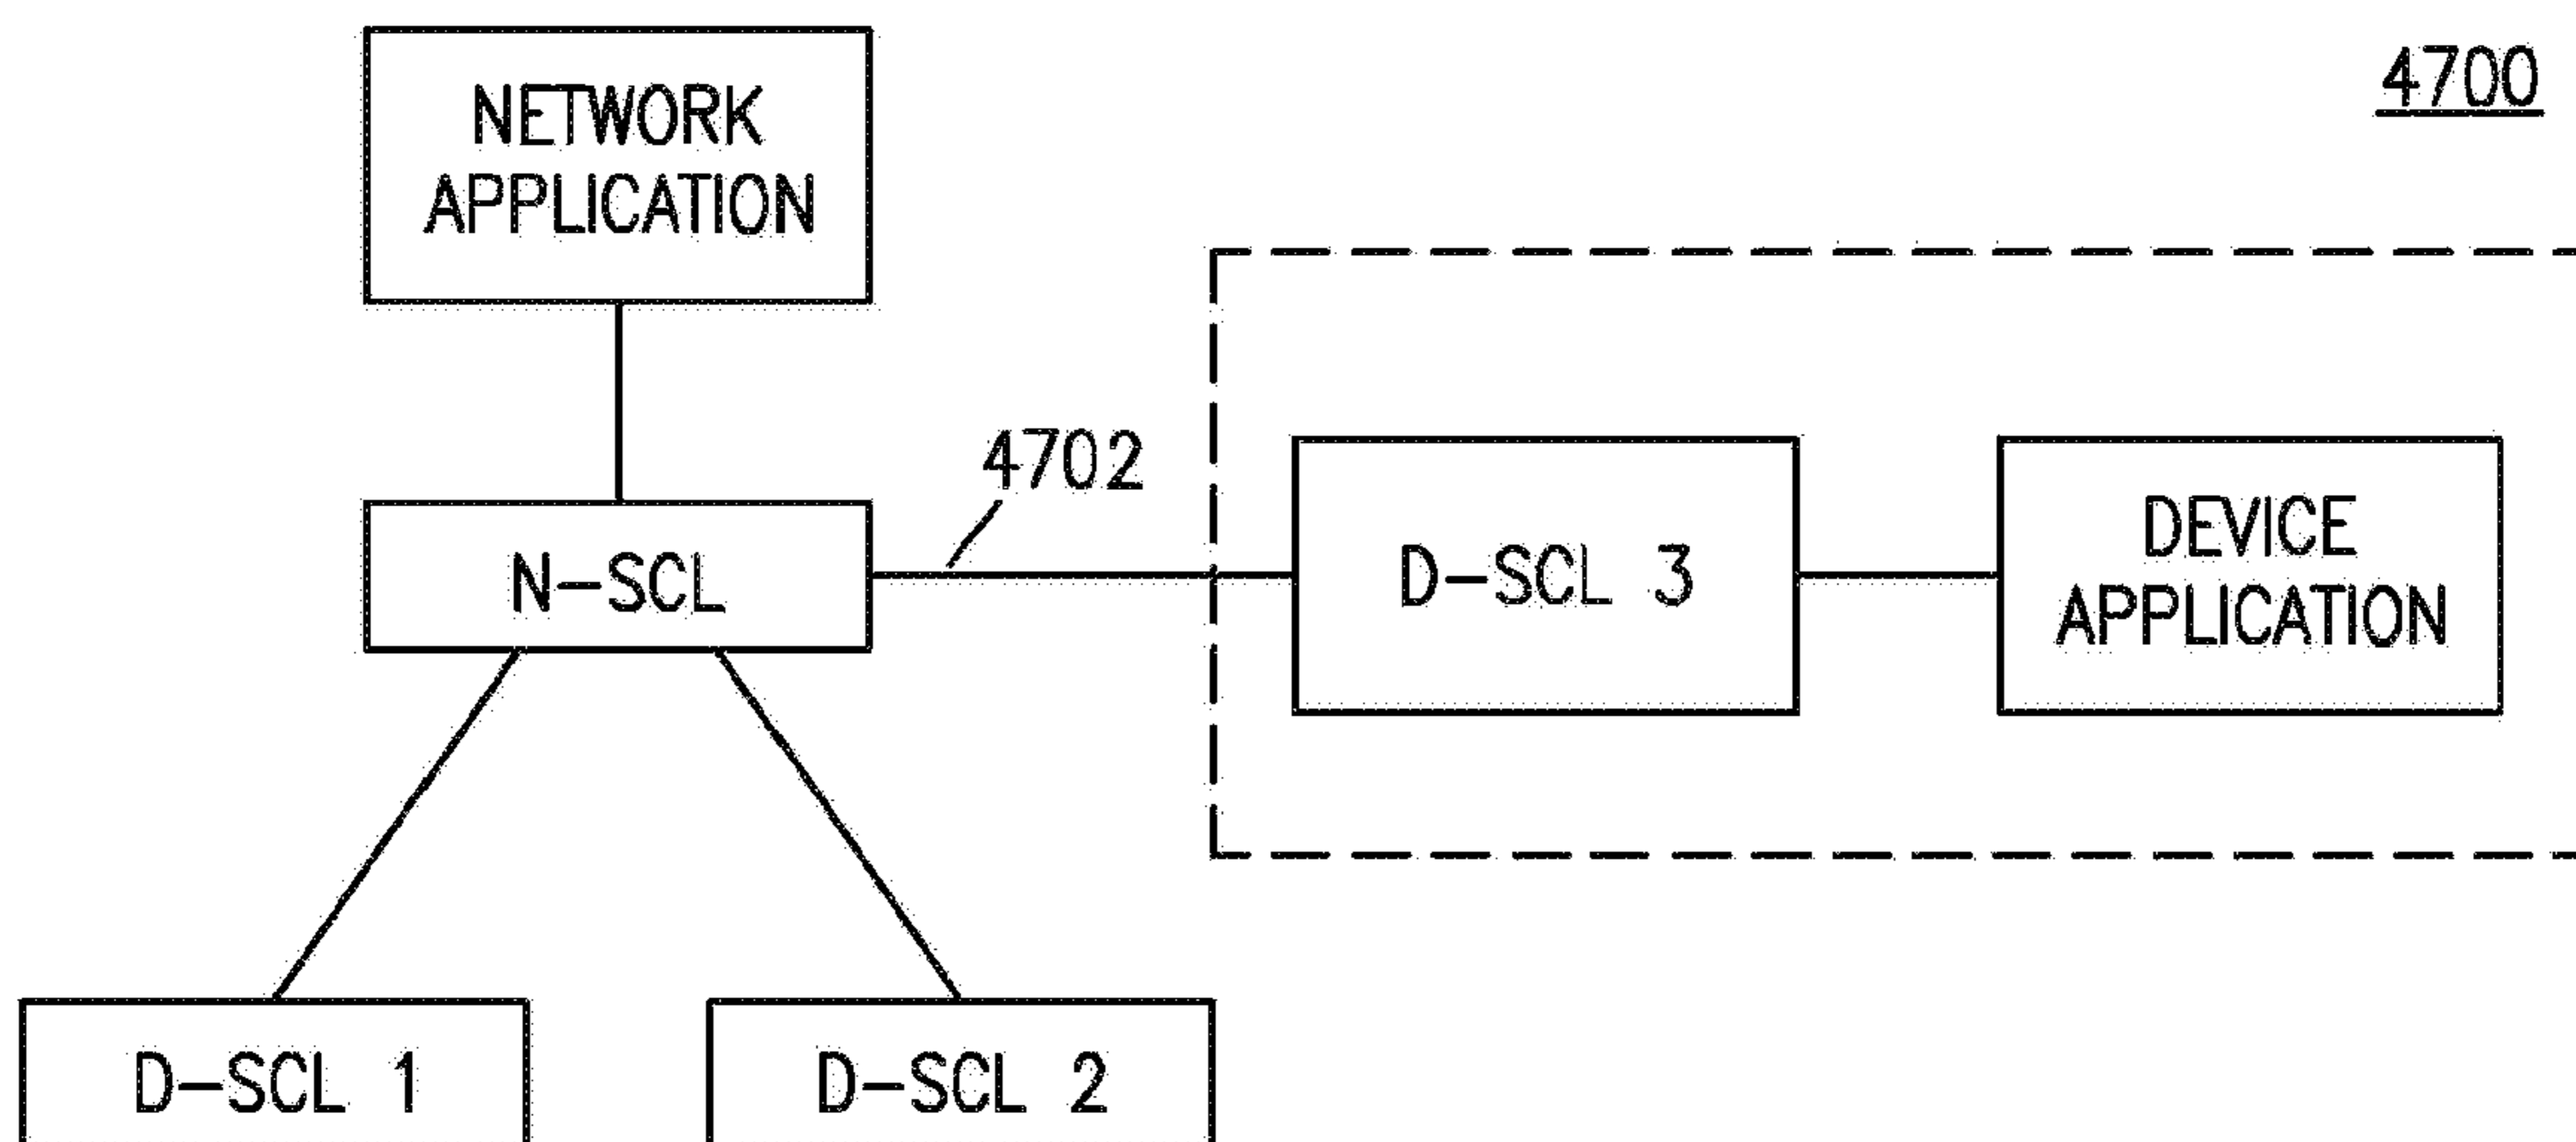 4700
NETWORK
APPLICATION
4702
N-SCL
D-SCL 3
DEVICE
APPLICATION
D-SCL 1
D-SCL 2